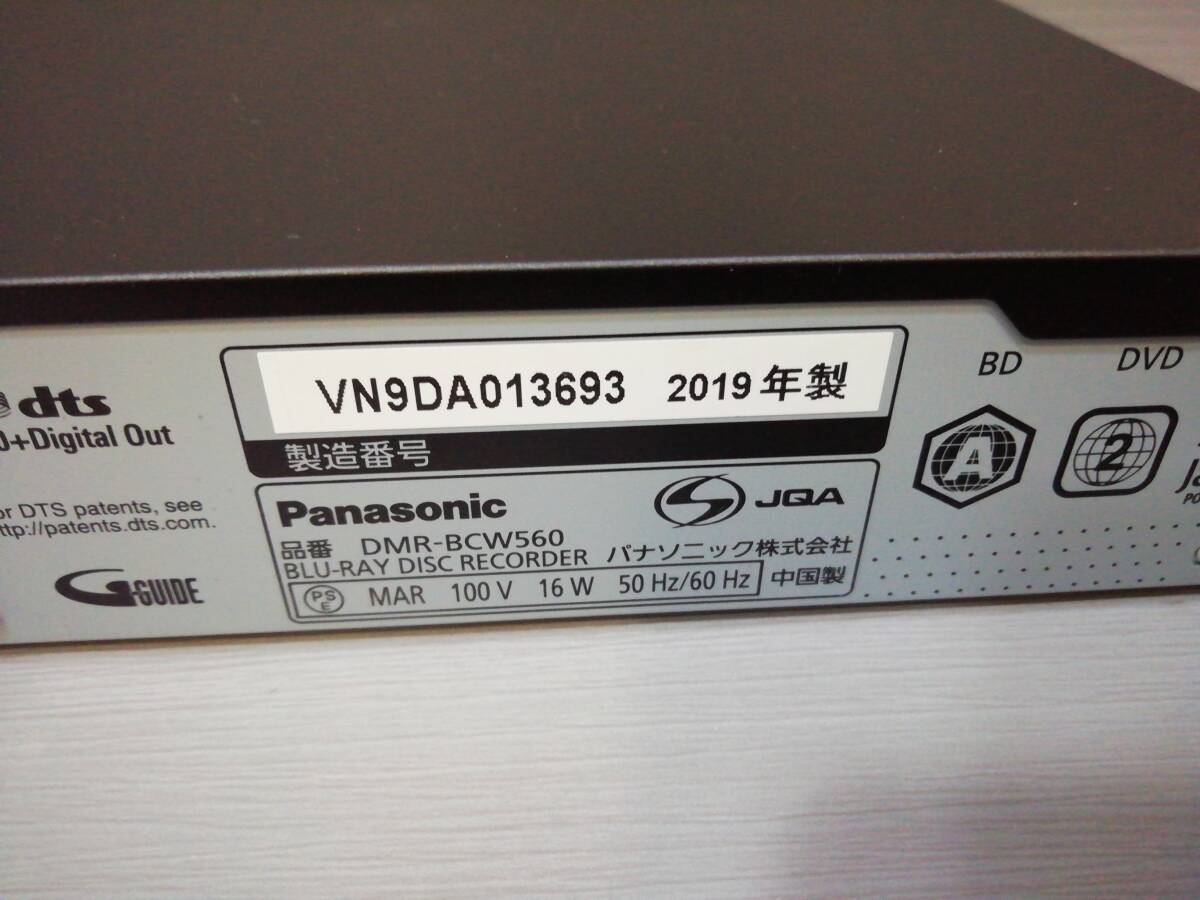 dts
+Digital Out
or DTS patents, see
http://patents.dts.com.
G-GUIDE
VN9DA013693 2019年製
製造番号
Panasonic
JQA
品番 DMR-BCW560
BLU-RAY DISC RECORDER パナソニック株式会社
PSE MAR 100 V 16 W 50 Hz/60 Hz 中国製
BD DVD
A 2